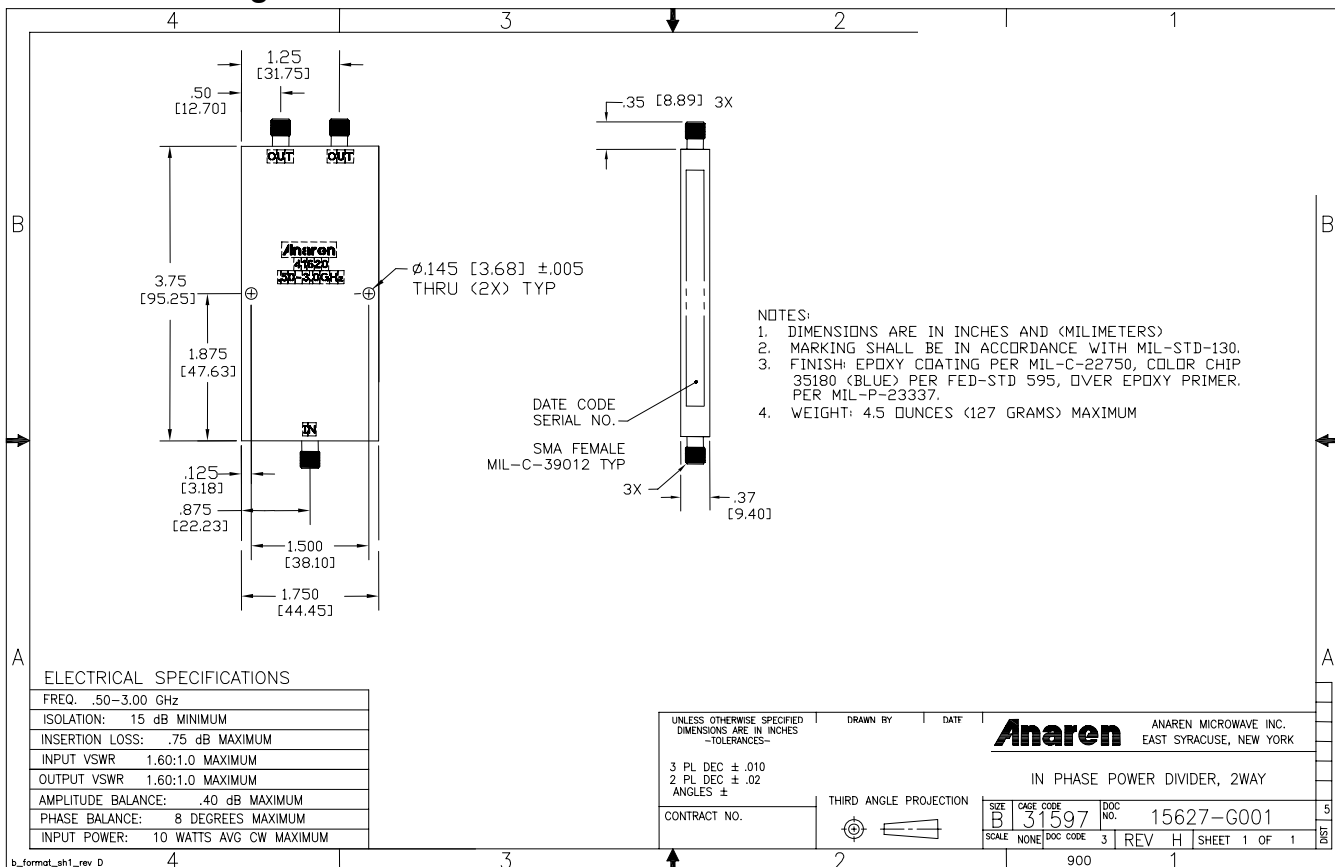 4 3 2 1
1.25
[31.75]
.50
[12.70]
OUT OUT
Anaren
41620
.50-3.0GHz
3.75
[95.25]
1.875
[47.63]
Ø.145 [3.68] ±.005
THRU (2X) TYP
IN
.125
[3.18]
.875
[22.23]
1.500
[38.10]
1.750
[44.45]
.35 [8.89] 3X
DATE CODE
SERIAL NO.
SMA FEMALE
MIL-C-39012 TYP
3X
.37
[9.40]
B B
NOTES:
1. DIMENSIONS ARE IN INCHES AND (MILIMETERS)
2. MARKING SHALL BE IN ACCORDANCE WITH MIL-STD-130.
3. FINISH: EPOXY COATING PER MIL-C-22750, COLOR CHIP
35180 (BLUE) PER FED-STD 595, OVER EPOXY PRIMER.
PER MIL-P-23337.
4. WEIGHT: 4.5 OUNCES (127 GRAMS) MAXIMUM
A A
ELECTRICAL SPECIFICATIONS
FREQ. .50-3.00 GHz
ISOLATION: 15 dB MINIMUM
INSERTION LOSS: .75 dB MAXIMUM
INPUT VSWR 1.60:1.0 MAXIMUM
OUTPUT VSWR 1.60:1.0 MAXIMUM
AMPLITUDE BALANCE: .40 dB MAXIMUM
PHASE BALANCE: 8 DEGREES MAXIMUM
INPUT POWER: 10 WATTS AVG CW MAXIMUM
UNLESS OTHERWISE SPECIFIED
DIMENSIONS ARE IN INCHES
-TOLERANCES-
3 PL DEC ± .010
2 PL DEC ± .02
ANGLES ±
CONTRACT NO.
DRAWN BY DATE
THIRD ANGLE PROJECTION
Anaren
ANAREN MICROWAVE INC.
EAST SYRACUSE, NEW YORK
IN PHASE POWER DIVIDER, 2WAY
SIZE B CAGE CODE 31597 DOC NO. 15627-G001
SCALE NONE DOC CODE 3 REV H SHEET 1 OF 1
5
DIST
b_format_sh1_rev D
4 3 2 900 1